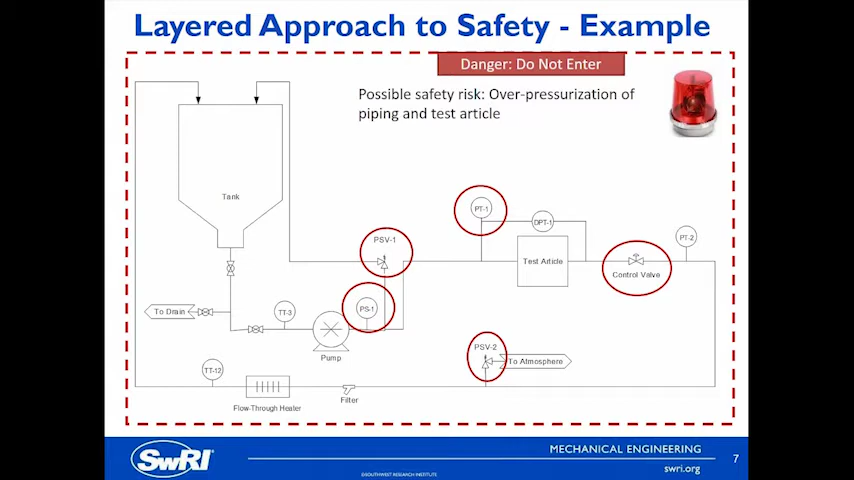 Layered Approach to Safety - Example
Danger: Do Not Enter
Possible safety risk: Over-pressurization of
piping and test article
Tank
PT-1
DPT-1
PSV-1
PT-2
Test Article
Control Valve
To Drain
TT-3
PS-1
Pump
PSV-2
To Atmosphere
TT-12
Flow-Through Heater
Filter
SwRI
MECHANICAL ENGINEERING
7
swri.org
©SOUTHWEST RESEARCH INSTITUTE